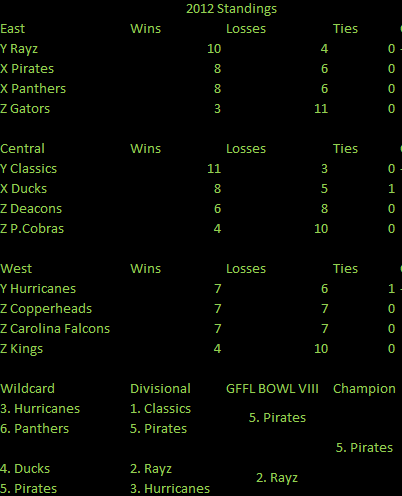 2012 Standings
East Wins Losses Ties
Y Rayz 10 4 0
X Pirates 8 6 0
X Panthers 8 6 0
Z Gators 3 11 0
Central Wins Losses Ties
Y Classics 11 3 0
X Ducks 8 5 1
Z Deacons 6 8 0
Z P.Cobras 4 10 0
West Wins Losses Ties
Y Hurricanes 7 6 1
Z Copperheads 7 7 0
Z Carolina Falcons 7 7 0
Z Kings 4 10 0
Wildcard Divisional GFFL BOWL VIII Champion
3. Hurricanes 1. Classics
5. Pirates
6. Panthers 5. Pirates
5. Pirates
4. Ducks 2. Rayz
2. Rayz
5. Pirates 3. Hurricanes